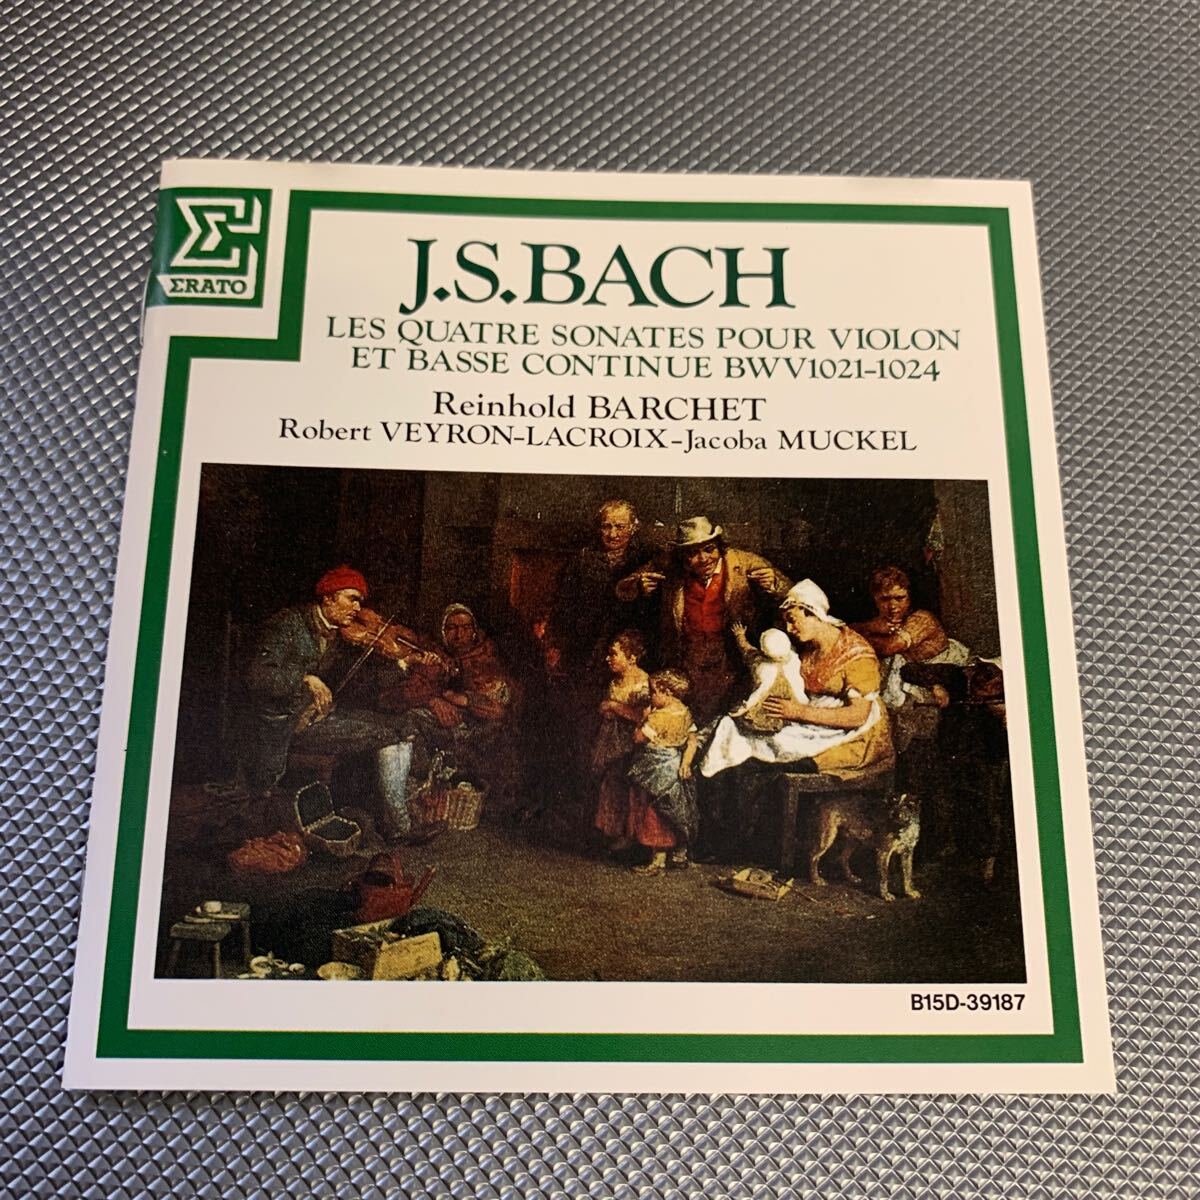 ΣRATO
J.S.BACH
LES QUATRE SONATES POUR VIOLON
ET BASSE CONTINUE BWV1021-1024
Reinhold BARCHET
Robert VEYRON-LACROIX-Jacoba MUCKEL
B15D-39187